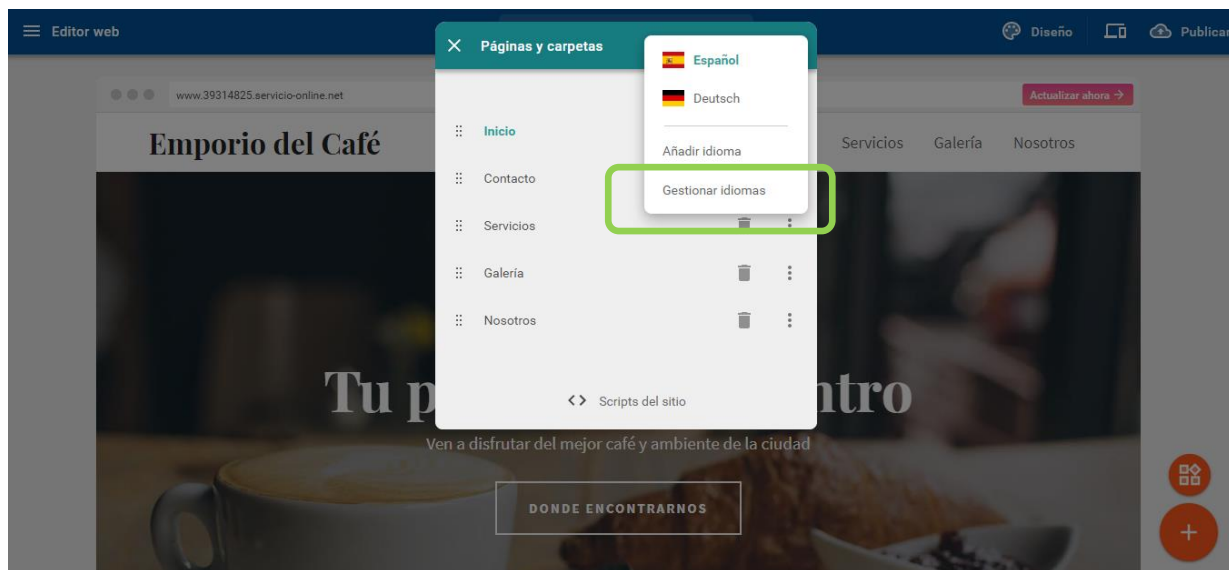 Editor web
Diseño
Publicar
Páginas y carpetas
Español
Deutsch
Añadir idioma
Gestionar idiomas
www.39314825.servicio-online.net
Actualizar ahora →
Emporio del Café
Servicios
Galería
Nosotros
Inicio
Contacto
Servicios
Galería
Nosotros
Scripts del sitio
Tu p
ntro
Ven a disfrutar del mejor café y ambiente de la ciudad
DONDE ENCONTRARNOS